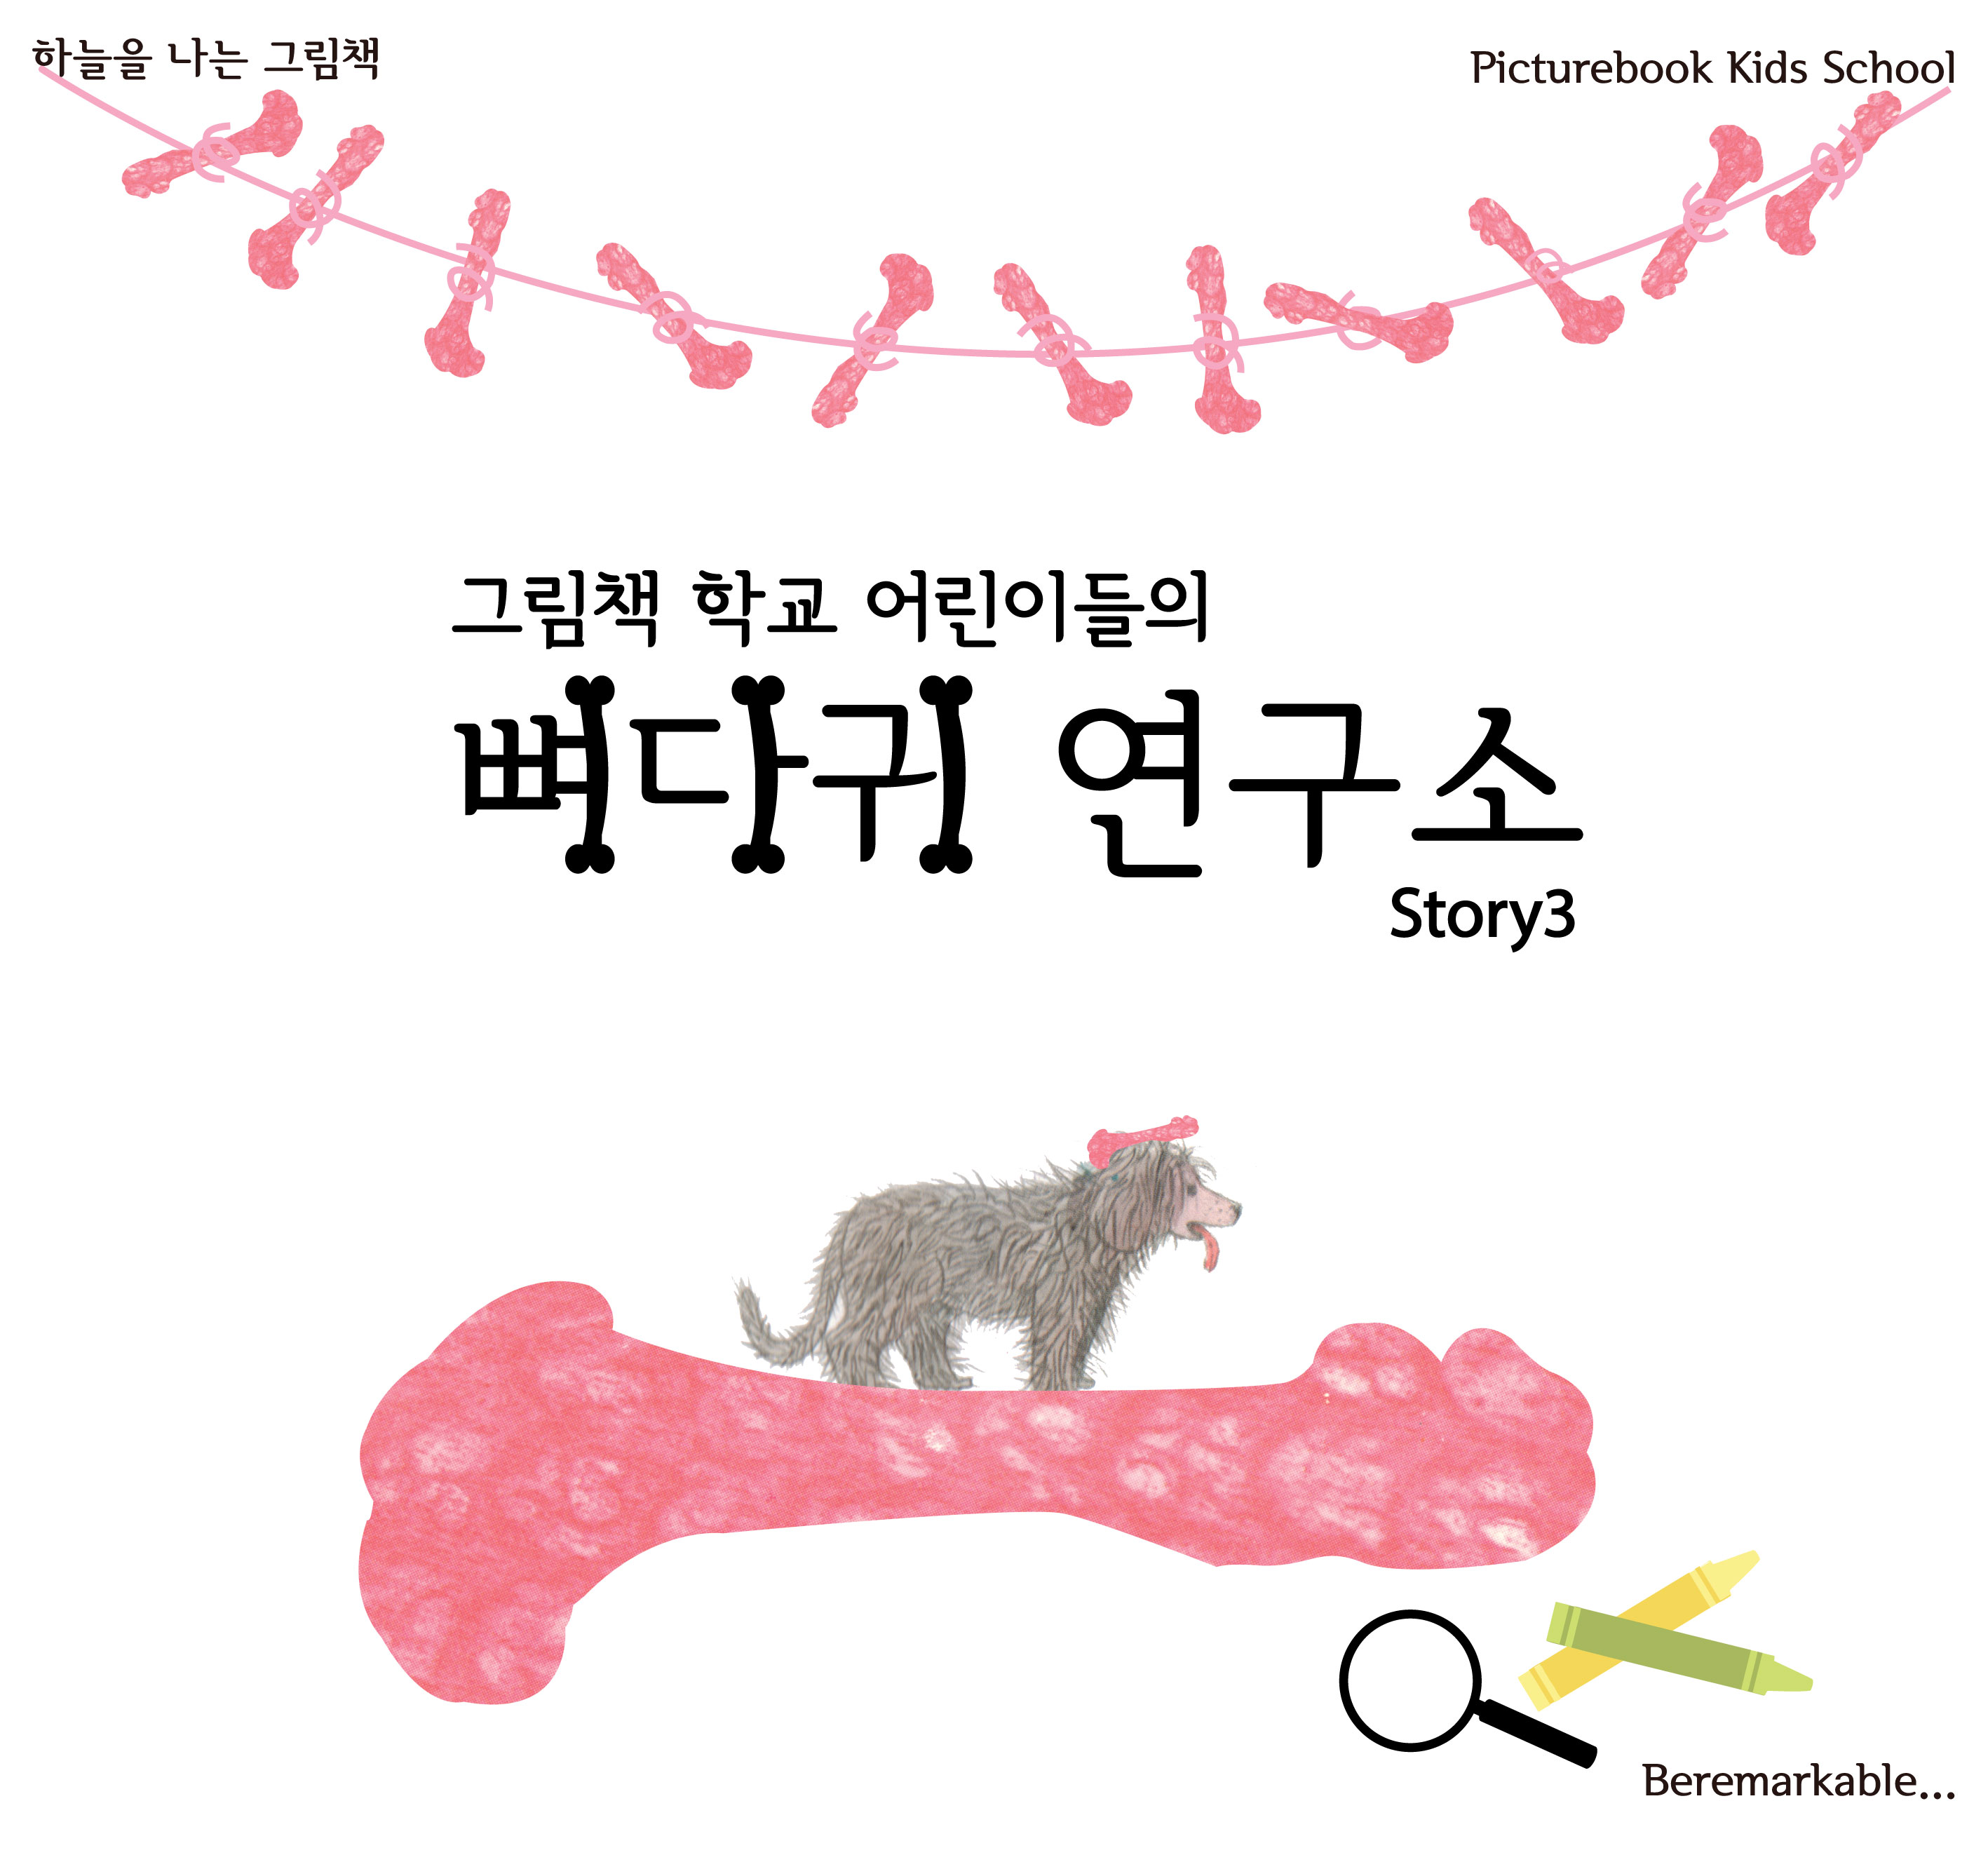 하늘을 나는 그림책
Picturebook Kids School
그림책 학교 어린이들의
뼈다귀 연구소
Story3
Beremarkable...